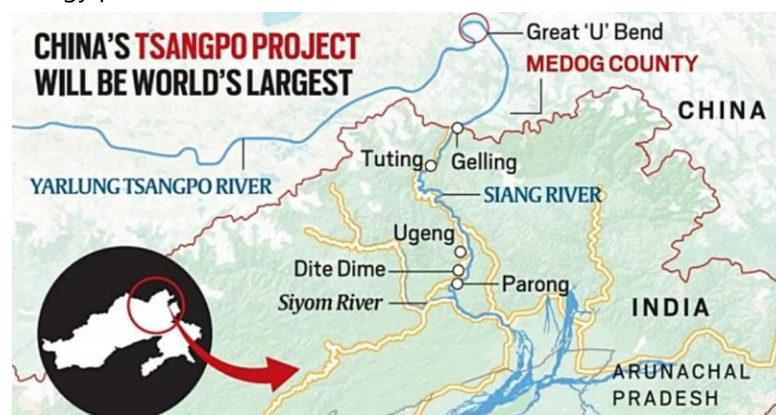 CHINA'S TSANGPO PROJECT
WILL BE WORLD'S LARGEST
Great 'U' Bend
MEDOG COUNTY
CHINA
YARLUNG TSANGPO RIVER
Tuting
Gelling
SIANG RIVER
Ugeng
Dite Dime
Parong
Siyom River
INDIA
ARUNACHAL
PRADESH